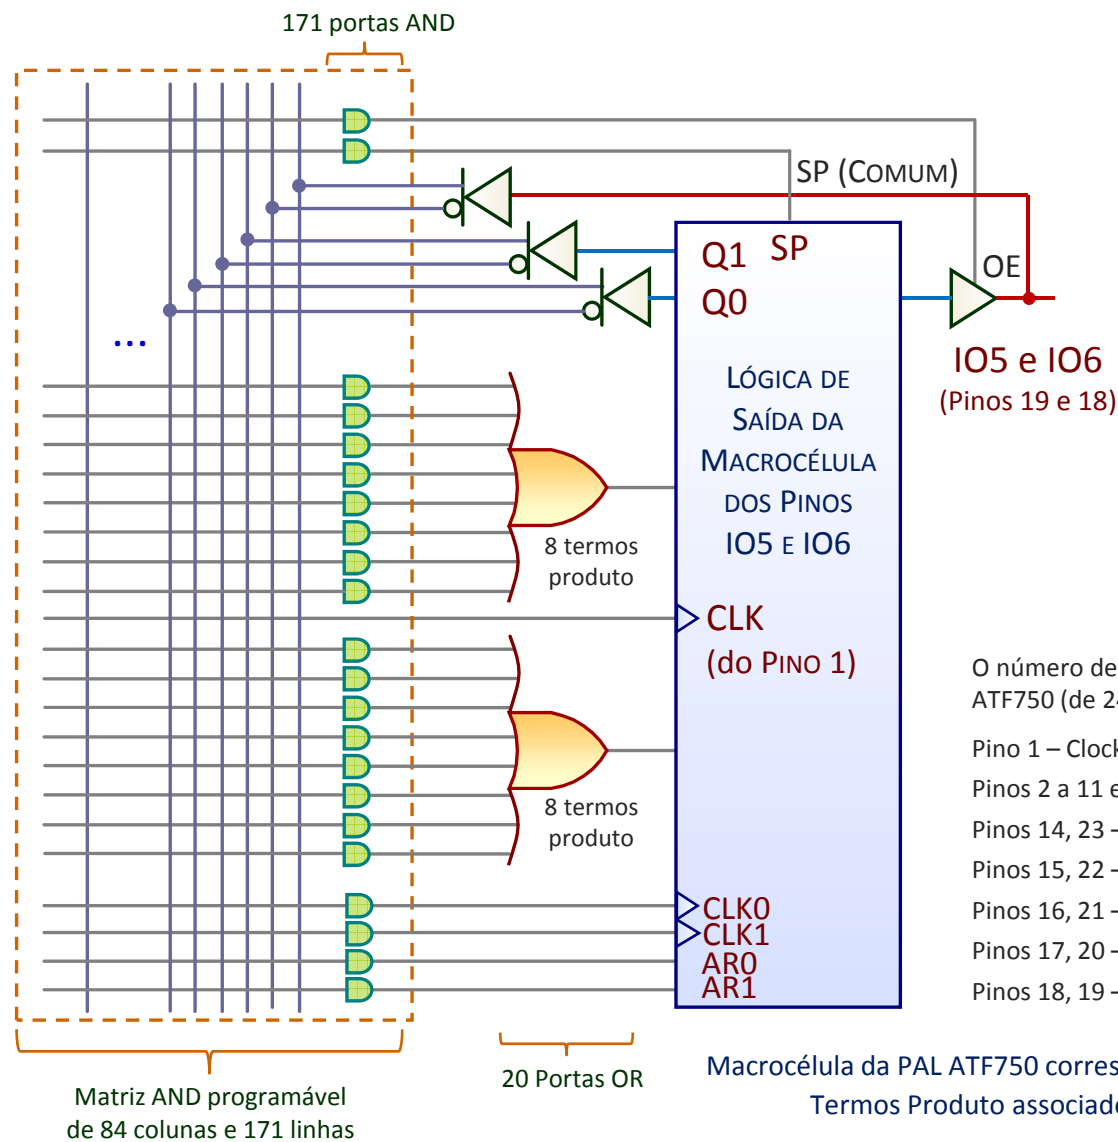 171 portas AND
SP (COMUM)
Q1
SP
OE
Q0
...
IO5 e IO6
(Pinos 19 e 18)
LÓGICA DE
SAÍDA DA
MACROCÉLULA
DOS PINOS
IO5 E IO6
8 termos
produto
CLK
(do PINO 1)
O número de
ATF750 (de 24
Pino 1 – Clock
Pinos 2 a 11 e
Pinos 14, 23 –
Pinos 15, 22 –
Pinos 16, 21 –
Pinos 17, 20 –
Pinos 18, 19 –
8 termos
produto
CLK0
CLK1
AR0
AR1
20 Portas OR
Matriz AND programável
de 84 colunas e 171 linhas
Macrocélula da PAL ATF750 corres
Termos Produto associad